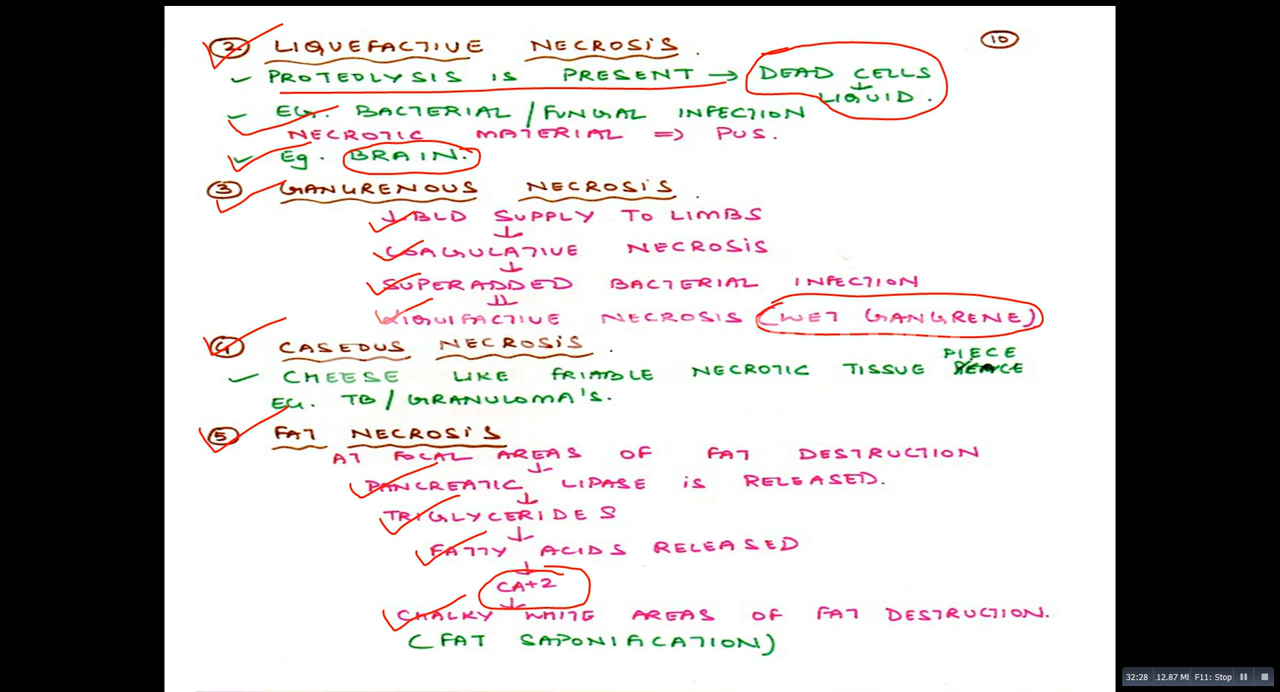 ② LIQUEFACTIVE NECROSIS. ⑩
✓ PROTEOLYSIS IS PRESENT → DEAD CELLS
↓
LIQUID.
✓ EG. BACTERIAL / FUNGAL INFECTION
NECROTIC MATERIAL => PUS.
✓ Eg. BRAIN.
③ GANGRENOUS NECROSIS.
↓ BLD SUPPLY TO LIMBS
↓
COAGULATIVE NECROSIS
↓
SUPERADDED BACTERIAL INFECTION
⇓
LIQUIFACTIVE NECROSIS (WET GANGRENE)
④ CASEOUS NECROSIS.
PIECE
✓ CHEESE LIKE FRIABLE NECROTIC TISSUE
EG. TB / GRANULOMA'S.
⑤ FAT NECROSIS
AT FOCAL AREAS OF FAT DESTRUCTION
↓
PANCREATIC LIPASE IS RELEASED.
↓
TRIGLYCERIDES
↓
FATTY ACIDS RELEASED
↓
CA+2
↓
CHALKY WHITE AREAS OF FAT DESTRUCTION.
(FAT SAPONIFACATION)
32:28 12.87 MI F11: Stop